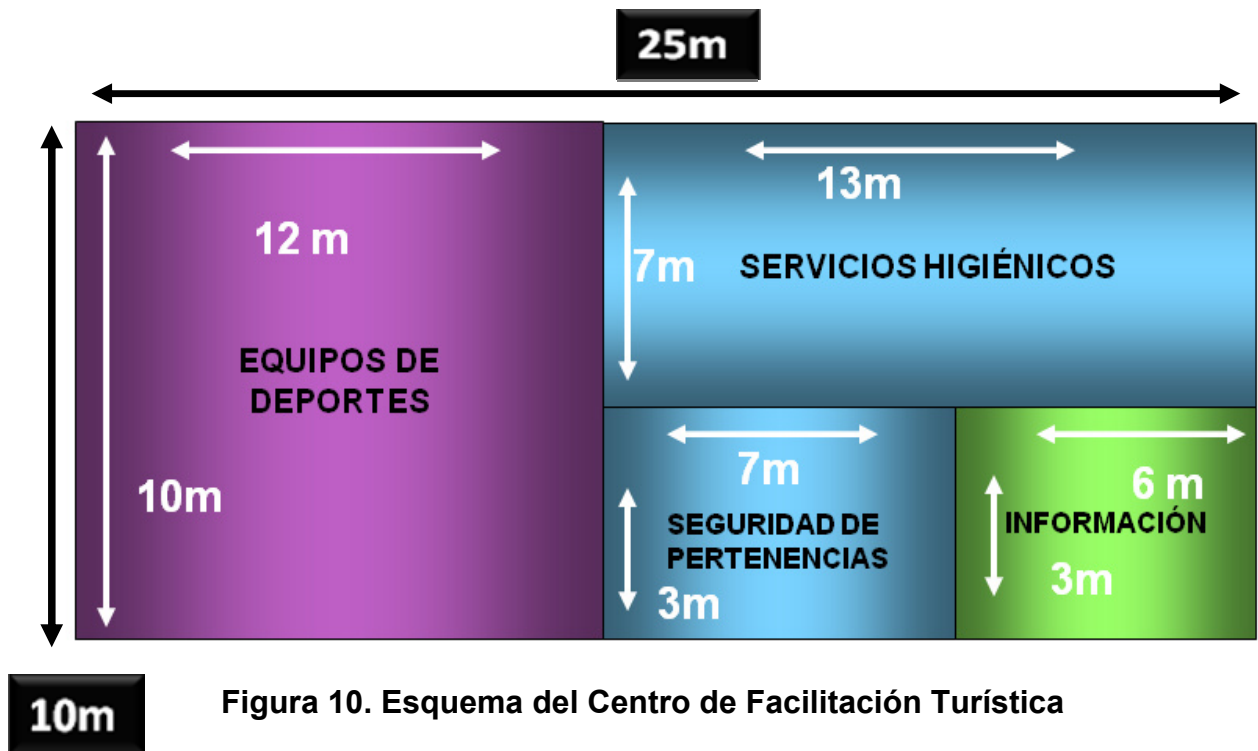 25m
12 m
EQUIPOS DE
DEPORTES
10m
13m
7m
SERVICIOS HIGIÉNICOS
7m
SEGURIDAD DE
PERTENENCIAS
3m
6 m
INFORMACIÓN
3m
10m
Figura 10. Esquema del Centro de Facilitación Turística